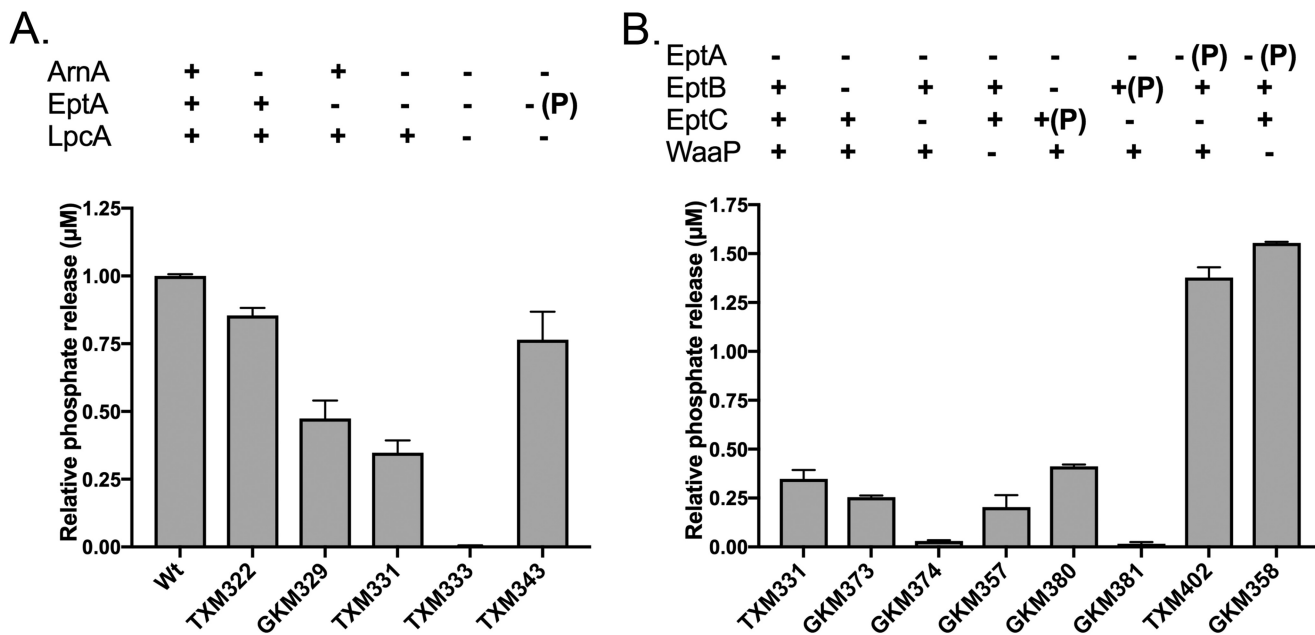 A.
ArnA + - + - - -
EptA + + - - - -(P)
LpcA + + + + - -
Relative phosphate release (µM)
1.25
1.00
0.75
0.50
0.25
0.00
Wt TXM322 GKM329 TXM331 TXM333 TXM343
B.
EptA - - - - - - -(P) -(P)
EptB + - + + - +(P) + +
EptC + + - + +(P) - - +
WaaP + + + - + + + -
Relative phosphate release (µM)
1.75
1.50
1.25
1.00
0.75
0.50
0.25
0.00
TXM331 GKM373 GKM374 GKM357 GKM380 GKM381 TXM402 GKM358